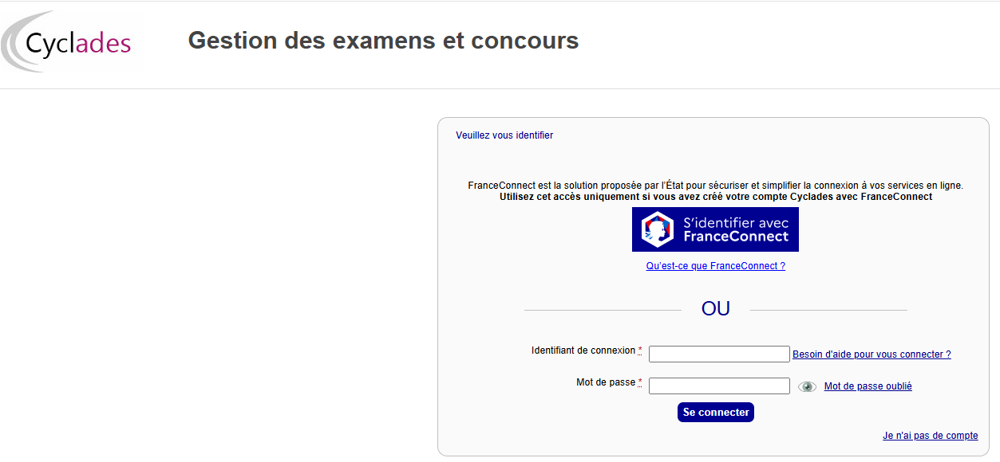 Cyclades
Gestion des examens et concours
Veuillez vous identifier
FranceConnect est la solution proposée par l'État pour sécuriser et simplifier la connexion à vos services en ligne.
Utilisez cet accès uniquement si vous avez créé votre compte Cyclades avec FranceConnect
S'identifier avec
FranceConnect
Qu'est-ce que FranceConnect ?
OU
Identifiant de connexion * Besoin d'aide pour vous connecter ?
Mot de passe * Mot de passe oublié
Se connecter
Je n'ai pas de compte